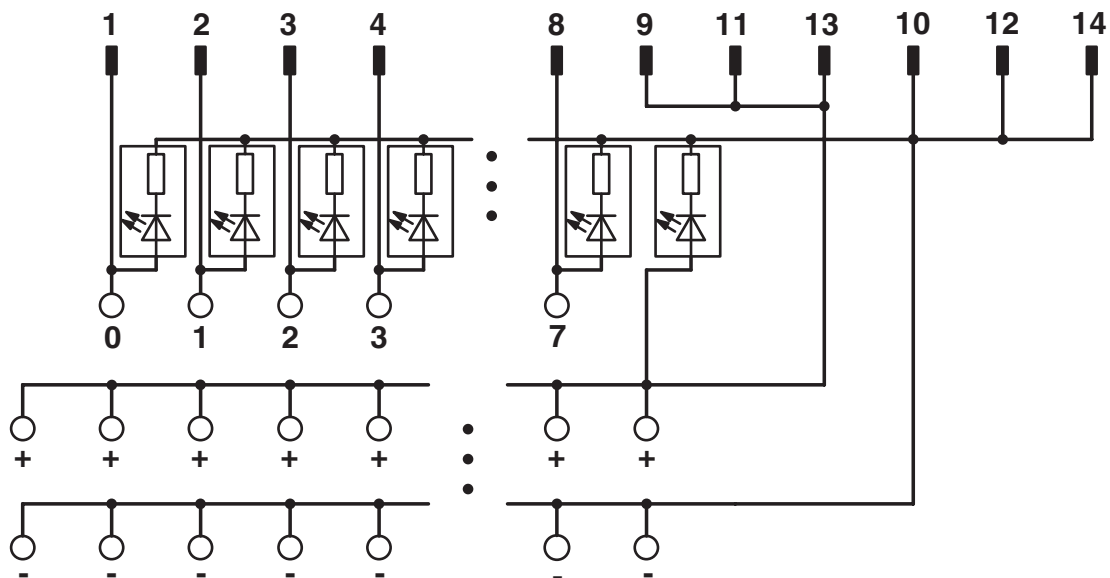 1 2 3 4 8 9 11 13 10 12 14
0 1 2 3 7
+ + + + + + +
- - - - - - -